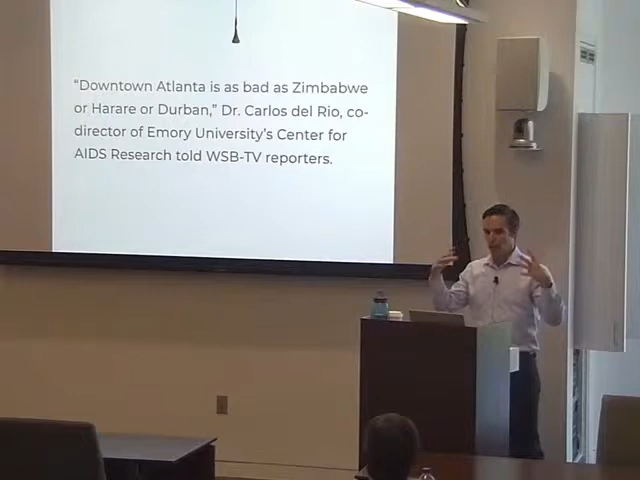 “Downtown Atlanta is as bad as Zimbabwe
or Harare or Durban,” Dr. Carlos del Rio, co-
director of Emory University’s Center for
AIDS Research told WSB-TV reporters.